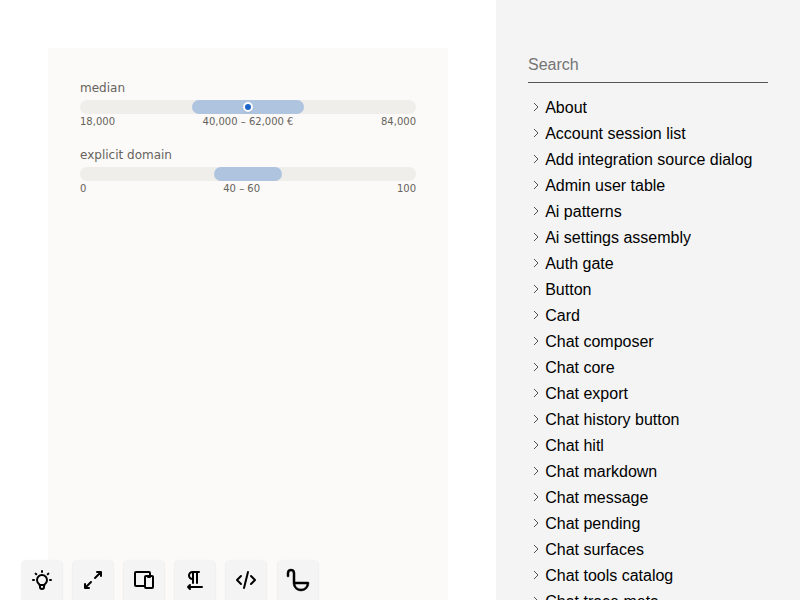 median
18,000 40,000 – 62,000 € 84,000
explicit domain
0 40 – 60 100
Search
About
Account session list
Add integration source dialog
Admin user table
Ai patterns
Ai settings assembly
Auth gate
Button
Card
Chat composer
Chat core
Chat export
Chat history button
Chat hitl
Chat markdown
Chat message
Chat pending
Chat surfaces
Chat tools catalog
Chat trace meta